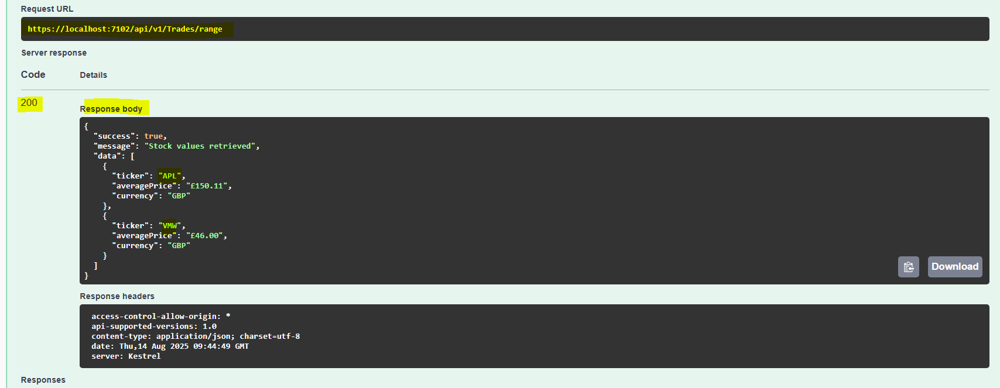 Request URL
https://localhost:7102/api/v1/Trades/range
Server response
Code Details
200
Response body
{
  "success": true,
  "message": "Stock values retrieved",
  "data": [
    {
      "ticker": "APL",
      "averagePrice": "£150.11",
      "currency": "GBP"
    },
    {
      "ticker": "VMW",
      "averagePrice": "£46.00",
      "currency": "GBP"
    }
  ]
}
Download
Response headers
access-control-allow-origin: *
api-supported-versions: 1.0
content-type: application/json; charset=utf-8
date: Thu,14 Aug 2025 09:44:49 GMT
server: Kestrel
Responses